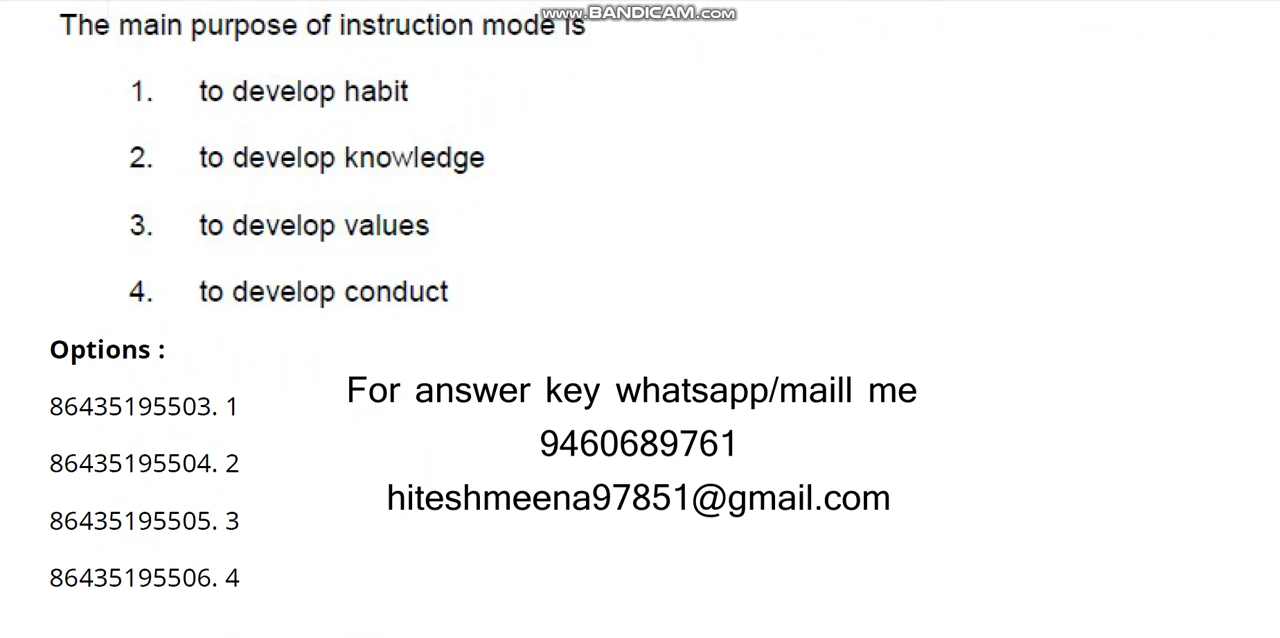 www.BANDICAM.com
The main purpose of instruction mode is
1. to develop habit
2. to develop knowledge
3. to develop values
4. to develop conduct
Options :
86435195503. 1
86435195504. 2
86435195505. 3
86435195506. 4
For answer key whatsapp/maill me
9460689761
hiteshmeena97851@gmail.com